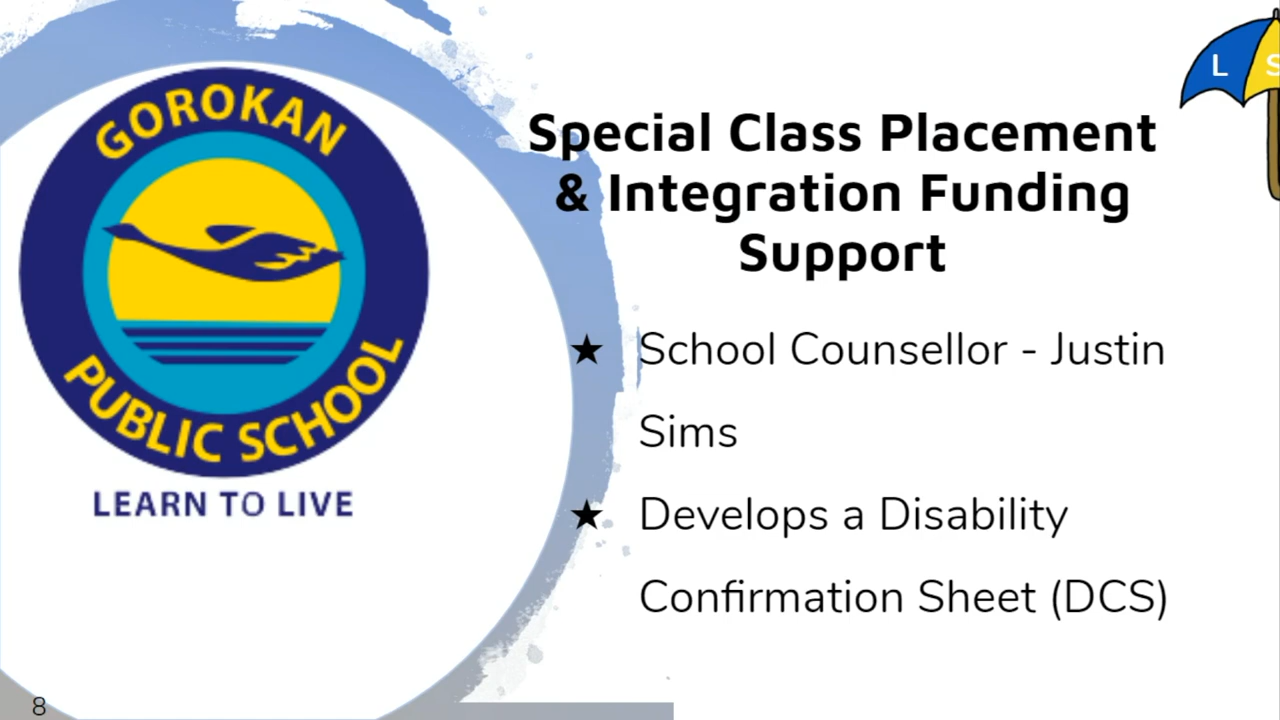 GOROKAN
PUBLIC SCHOOL
LEARN TO LIVE
L S
Special Class Placement
& Integration Funding
Support
★ School Counsellor - Justin
Sims
★ Develops a Disability
Confirmation Sheet (DCS)
8